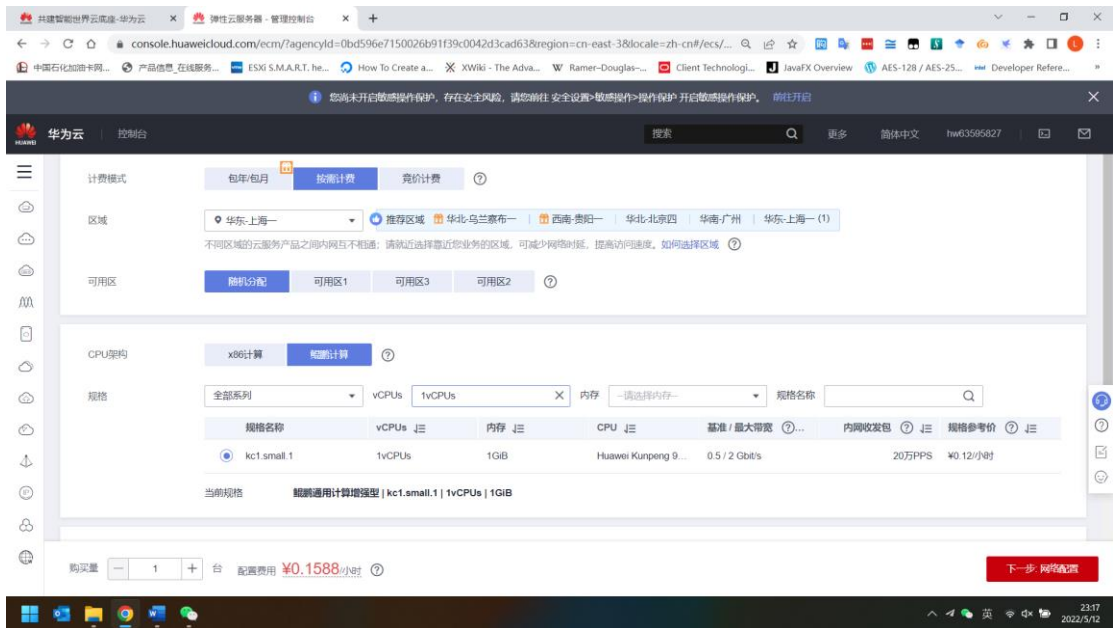 共建智能世界云底座-华为云
弹性云服务器 - 管理控制台
console.huaweicloud.com/ecm/?agencyId=0bd596e7150026b91f39c0042d3cad63&region=cn-east-3&locale=zh-cn#/ecs/...
中国石化加油卡网... 产品信息_在线服务... ESXi S.M.A.R.T. he... How To Create a... XWiki - The Adva... Ramer–Douglas–... Client Technologi... JavaFX Overview AES-128 / AES-25... Developer Refere... »
您尚未开启敏感操作保护，存在安全风险，请您前往 安全设置>敏感操作>操作保护 开启敏感操作保护。 前往开启
HUAWEI 华为云 控制台 搜索 更多 简体中文 hw63595827
计费模式 包年/包月 按需计费 竞价计费
区域 华东-上海一 推荐区域 华北-乌兰察布一 西南-贵阳一 华北-北京四 华南-广州 华东-上海一 (1)
不同区域的云服务产品之间内网互不相通；请就近选择靠近您业务的区域，可减少网络时延，提高访问速度。如何选择区域
可用区 随机分配 可用区1 可用区3 可用区2
CPU架构 x86计算 鲲鹏计算
规格 全部系列 vCPUs 1vCPUs 内存 --请选择内存-- 规格名称
规格名称 vCPUs 内存 CPU 基准 / 最大带宽 ... 内网收发包 规格参考价
kc1.small.1 1vCPUs 1GiB Huawei Kunpeng 9... 0.5 / 2 Gbit/s 20万PPS ¥0.12/小时
当前规格 鲲鹏通用计算增强型 | kc1.small.1 | 1vCPUs | 1GiB
购买量 1 台 配置费用 ¥0.1588/小时 下一步: 网络配置
英 23:17
2022/5/12